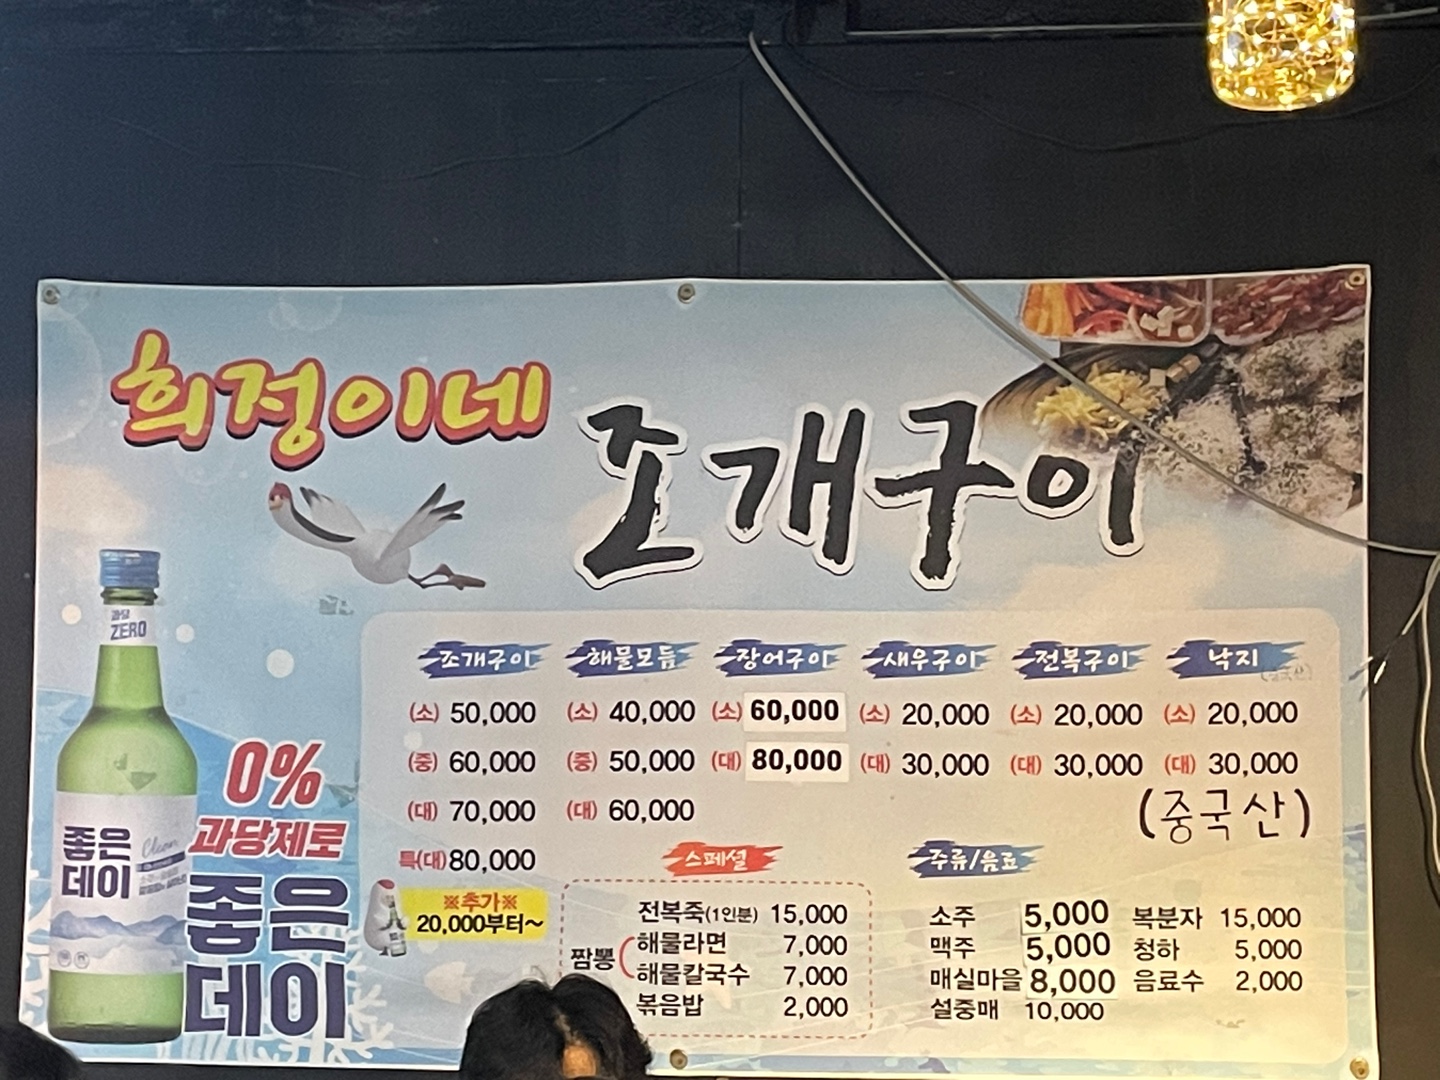 희정이네
조개구이
조개구이 해물모듬 장어구이 새우구이 전복구이 낙지
(소) 50,000 (소) 40,000 (소) 60,000 (소) 20,000 (소) 20,000 (소) 20,000
(중) 60,000 (중) 50,000 (대) 80,000 (대) 30,000 (대) 30,000 (대) 30,000
(대) 70,000 (대) 60,000 (중국산)
특(대) 80,000
※추가※
20,000부터~
스페셜
전복죽(1인분) 15,000
짬뽕
해물라면 7,000
해물칼국수 7,000
볶음밥 2,000
주류/음료
소주 5,000 복분자 15,000
맥주 5,000 청하 5,000
매실마을 8,000 음료수 2,000
설중매 10,000
과당
ZERO
좋은
데이
Clean
0%
과당제로
좋은
데이